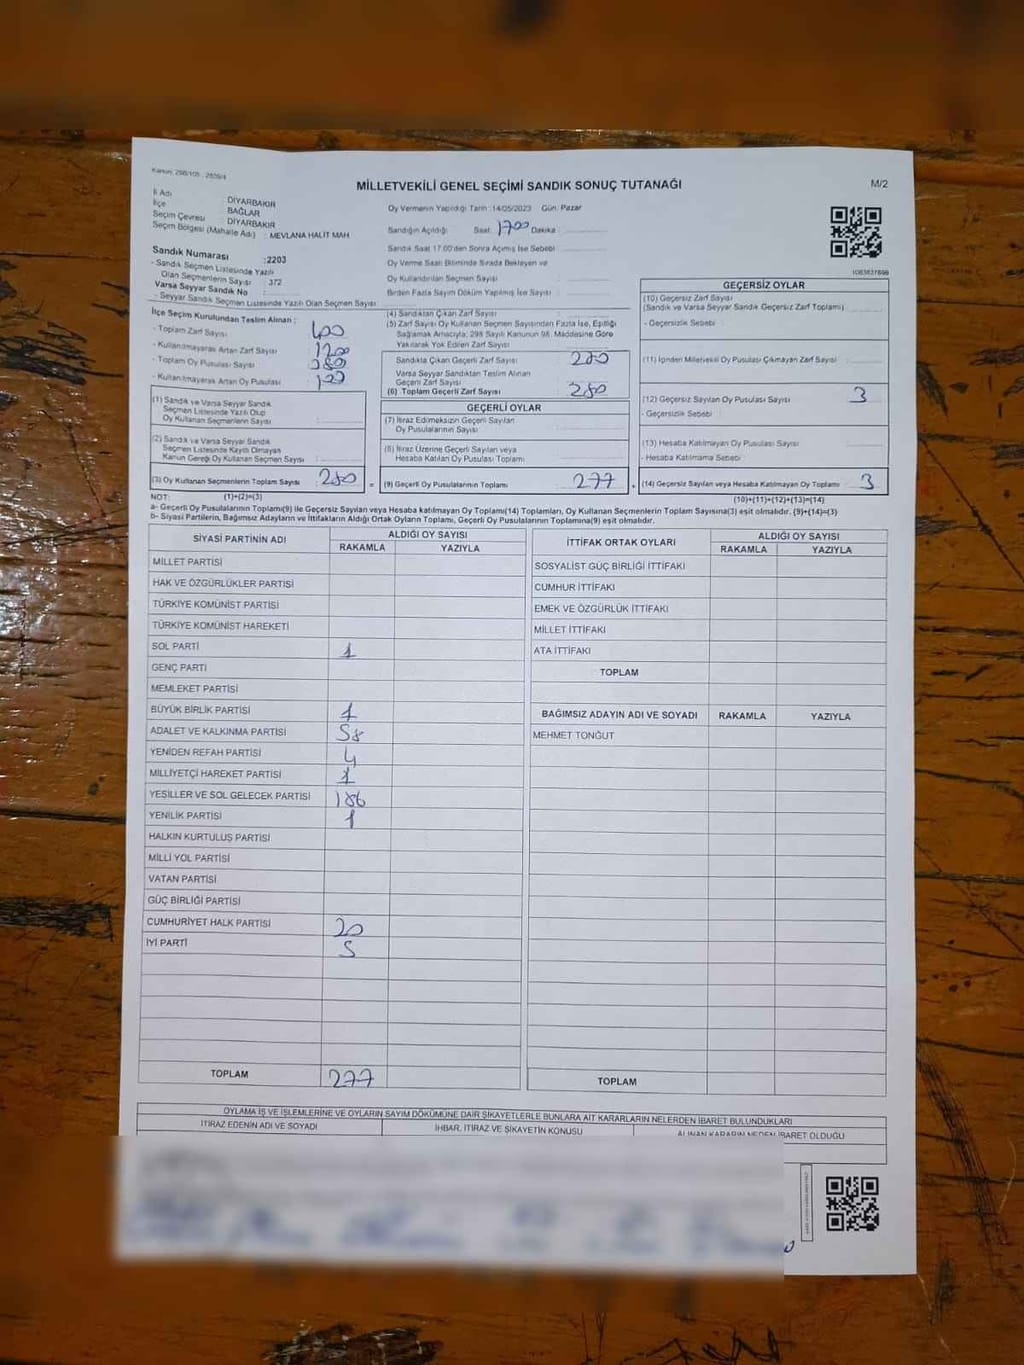 Kanun: 298/105 , 2839/4
MİLLETVEKİLİ GENEL SEÇİMİ SANDIK SONUÇ TUTANAĞI
M/2
İl Adı DİYARBAKIR
İlçe BAĞLAR
Seçim Çevresi DİYARBAKIR
Seçim Bölgesi (Mahalle Adı) : MEVLANA HALİT MAH
Sandık Numarası :2203
- Sandık Seçmen Listesinde Yazılı
Olan Seçmenlerin Sayısı : 372
Varsa Seyyar Sandık No :
- Seyyar Sandık Seçmen Listesinde Yazılı Olan Seçmen Sayısı :
Oy Vermenin Yapıldığı Tarih :14/05/2023 Gün: Pazar
Sandığın Açıldığı : Saat: 1700 Dakika :
Sandık Saat 17:00'den Sonra Açılmış İse Sebebi :
Oy Verme Saati Bitiminde Sırada Bekleyen ve
Oy Kullandırılan Seçmen Sayısı :
Birden Fazla Sayım Döküm Yapılmış İse Sayısı :
İlçe Seçim Kurulundan Teslim Alınan :
- Toplam Zarf Sayısı : 400
- Kullanılmayarak Artan Zarf Sayısı :
- Toplam Oy Pusulası Sayısı :
- Kullanılmayarak Artan Oy Pusulası :
(1) Sandık ve Varsa Seyyar Sandık
Seçmen Listesinde Yazılı Olup
Oy Kullanan Seçmenlerin Sayısı :
(2) Sandık ve Varsa Seyyar Sandık
Seçmen Listesinde Kayıtlı Olmayan
Kanun Gereği Oy Kullanan Seçmen Sayısı :
(3) Oy Kullanan Seçmenlerin Toplam Sayısı : 280
(4) Sandıktan Çıkan Zarf Sayısı :
(5) Zarf Sayısı Oy Kullanan Seçmen Sayısından Fazla İse, Eşitliği
Sağlamak Amacıyla; 298 Sayılı Kanunun 98. Maddesine Göre
Yakılarak Yok Edilen Zarf Sayısı :
Sandıkta Çıkan Geçerli Zarf Sayısı : 280
Varsa Seyyar Sandıktan Teslim Alınan
Geçerli Zarf Sayısı :
(6) Toplam Geçerli Zarf Sayısı : 280
GEÇERLİ OYLAR
(7) İtiraz Edilmeksizin Geçerli Sayılan
Oy Pusulalarının Sayısı :
(8) İtiraz Üzerine Geçerli Sayılan veya
Hesaba Katılan Oy Pusulası Toplamı :
= (9) Geçerli Oy Pusulalarının Toplamı : 277
GEÇERSİZ OYLAR
(10) Geçersiz Zarf Sayısı
(Sandık ve Varsa Seyyar Sandık Geçersiz Zarf Toplamı) :
- Geçersizlik Sebebi :
(11) İçinden Milletvekili Oy Pusulası Çıkmayan Zarf Sayısı :
(12) Geçersiz Sayılan Oy Pusulası Sayısı : 3
- Geçersizlik Sebebi :
(13) Hesaba Katılmayan Oy Pusulası Sayısı :
- Hesaba Katılmama Sebebi :
+ (14) Geçersiz Sayılan veya Hesaba Katılmayan Oy Toplamı : 3
NOT: (1)+(2)=(3) (10)+(11)+(12)+(13)=(14)
a- Geçerli Oy Pusulalarının Toplamı(9) ile Geçersiz Sayılan veya Hesaba katılmayan Oy Toplamı(14) Toplamları, Oy Kullanan Seçmenlerin Toplam Sayısına(3) eşit olmalıdır. (9)+(14)=(3)
b- Siyasi Partilerin, Bağımsız Adayların ve İttifakların Aldığı Ortak Oyların Toplamı, Geçerli Oy Pusulalarının Toplamına(9) eşit olmalıdır.
SİYASİ PARTİNİN ADI ALDIĞI OY SAYISI
RAKAMLA YAZIYLA
MİLLET PARTİSİ
HAK VE ÖZGÜRLÜKLER PARTİSİ
TÜRKİYE KOMÜNİST PARTİSİ
TÜRKİYE KOMÜNİST HAREKETİ
SOL PARTİ 1
GENÇ PARTİ
MEMLEKET PARTİSİ
BÜYÜK BİRLİK PARTİSİ 1
ADALET VE KALKINMA PARTİSİ 58
YENİDEN REFAH PARTİSİ 4
MİLLİYETÇİ HAREKET PARTİSİ 1
YEŞİLLER VE SOL GELECEK PARTİSİ 186
YENİLİK PARTİSİ 1
HALKIN KURTULUŞ PARTİSİ
MİLLİ YOL PARTİSİ
VATAN PARTİSİ
GÜÇ BİRLİĞİ PARTİSİ
CUMHURİYET HALK PARTİSİ 20
İYİ PARTİ 5
TOPLAM 277
İTTİFAK ORTAK OYLARI ALDIĞI OY SAYISI
RAKAMLA YAZIYLA
SOSYALİST GÜÇ BİRLİĞİ İTTİFAKI
CUMHUR İTTİFAKI
EMEK VE ÖZGÜRLÜK İTTİFAKI
MİLLET İTTİFAKI
ATA İTTİFAKI
TOPLAM
BAĞIMSIZ ADAYIN ADI VE SOYADI RAKAMLA YAZIYLA
MEHMET TONĞUT
TOPLAM
OYLAMA İŞ VE İŞLEMLERİNE VE OYLARIN SAYIM DÖKÜMÜNE DAİR ŞİKAYETLERLE BUNLARA AİT KARARLARIN NELERDEN İBARET BULUNDUKLARI
İTİRAZ EDENİN ADI VE SOYADI İHBAR, İTİRAZ VE ŞİKAYETİN KONUSU ALINAN KARARIN NEDEN İBARET OLDUĞU